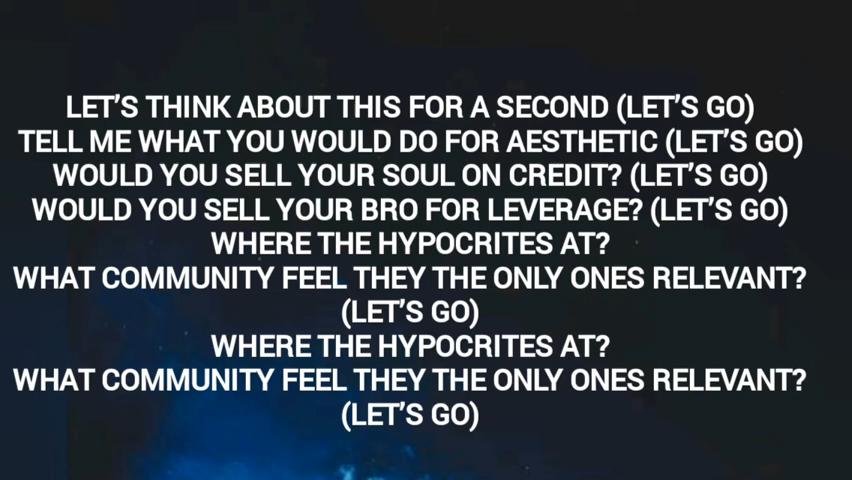 LET'S THINK ABOUT THIS FOR A SECOND (LET'S GO)
TELL ME WHAT YOU WOULD DO FOR AESTHETIC (LET'S GO)
WOULD YOU SELL YOUR SOUL ON CREDIT? (LET'S GO)
WOULD YOU SELL YOUR BRO FOR LEVERAGE? (LET'S GO)
WHERE THE HYPOCRITES AT?
WHAT COMMUNITY FEEL THEY THE ONLY ONES RELEVANT?
(LET'S GO)
WHERE THE HYPOCRITES AT?
WHAT COMMUNITY FEEL THEY THE ONLY ONES RELEVANT?
(LET'S GO)